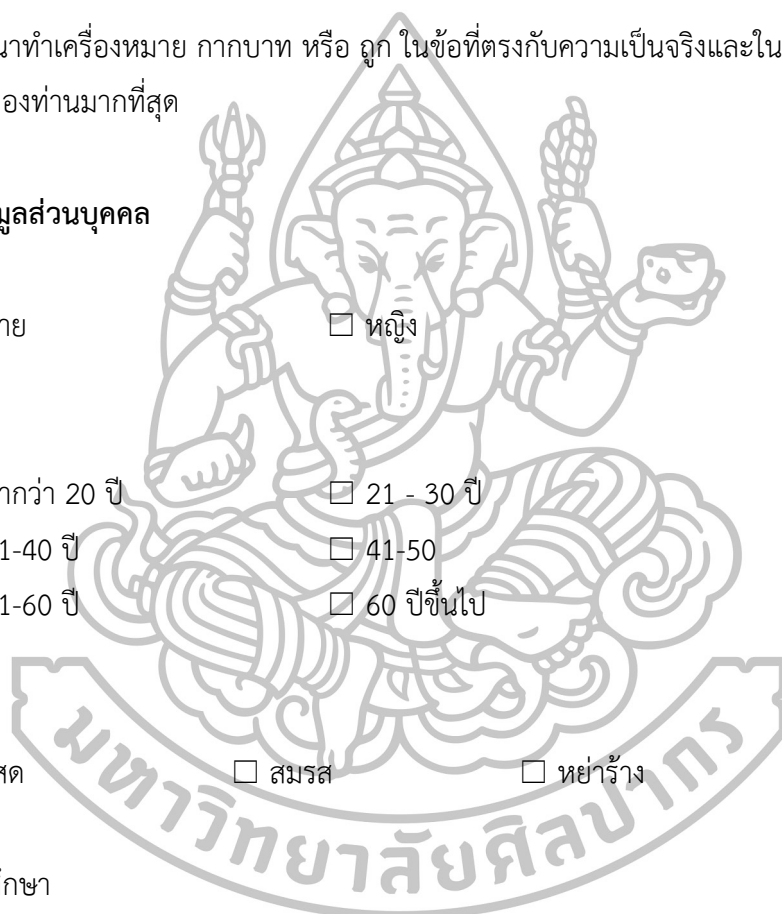 นาทำเครื่องหมาย กากบาท หรือ ถูก ในข้อที่ตรงกับความเป็นจริงและใน
องท่านมากที่สุด
มูลส่วนบุคคล
าย ☐ หญิง
ากว่า 20 ปี ☐ 21 - 30 ปี
1-40 ปี ☐ 41-50
1-60 ปี ☐ 60 ปีขึ้นไป
สด ☐ สมรส ☐ หย่าร้าง
มหาวิทยาลัยศิลปากร
ึกษา